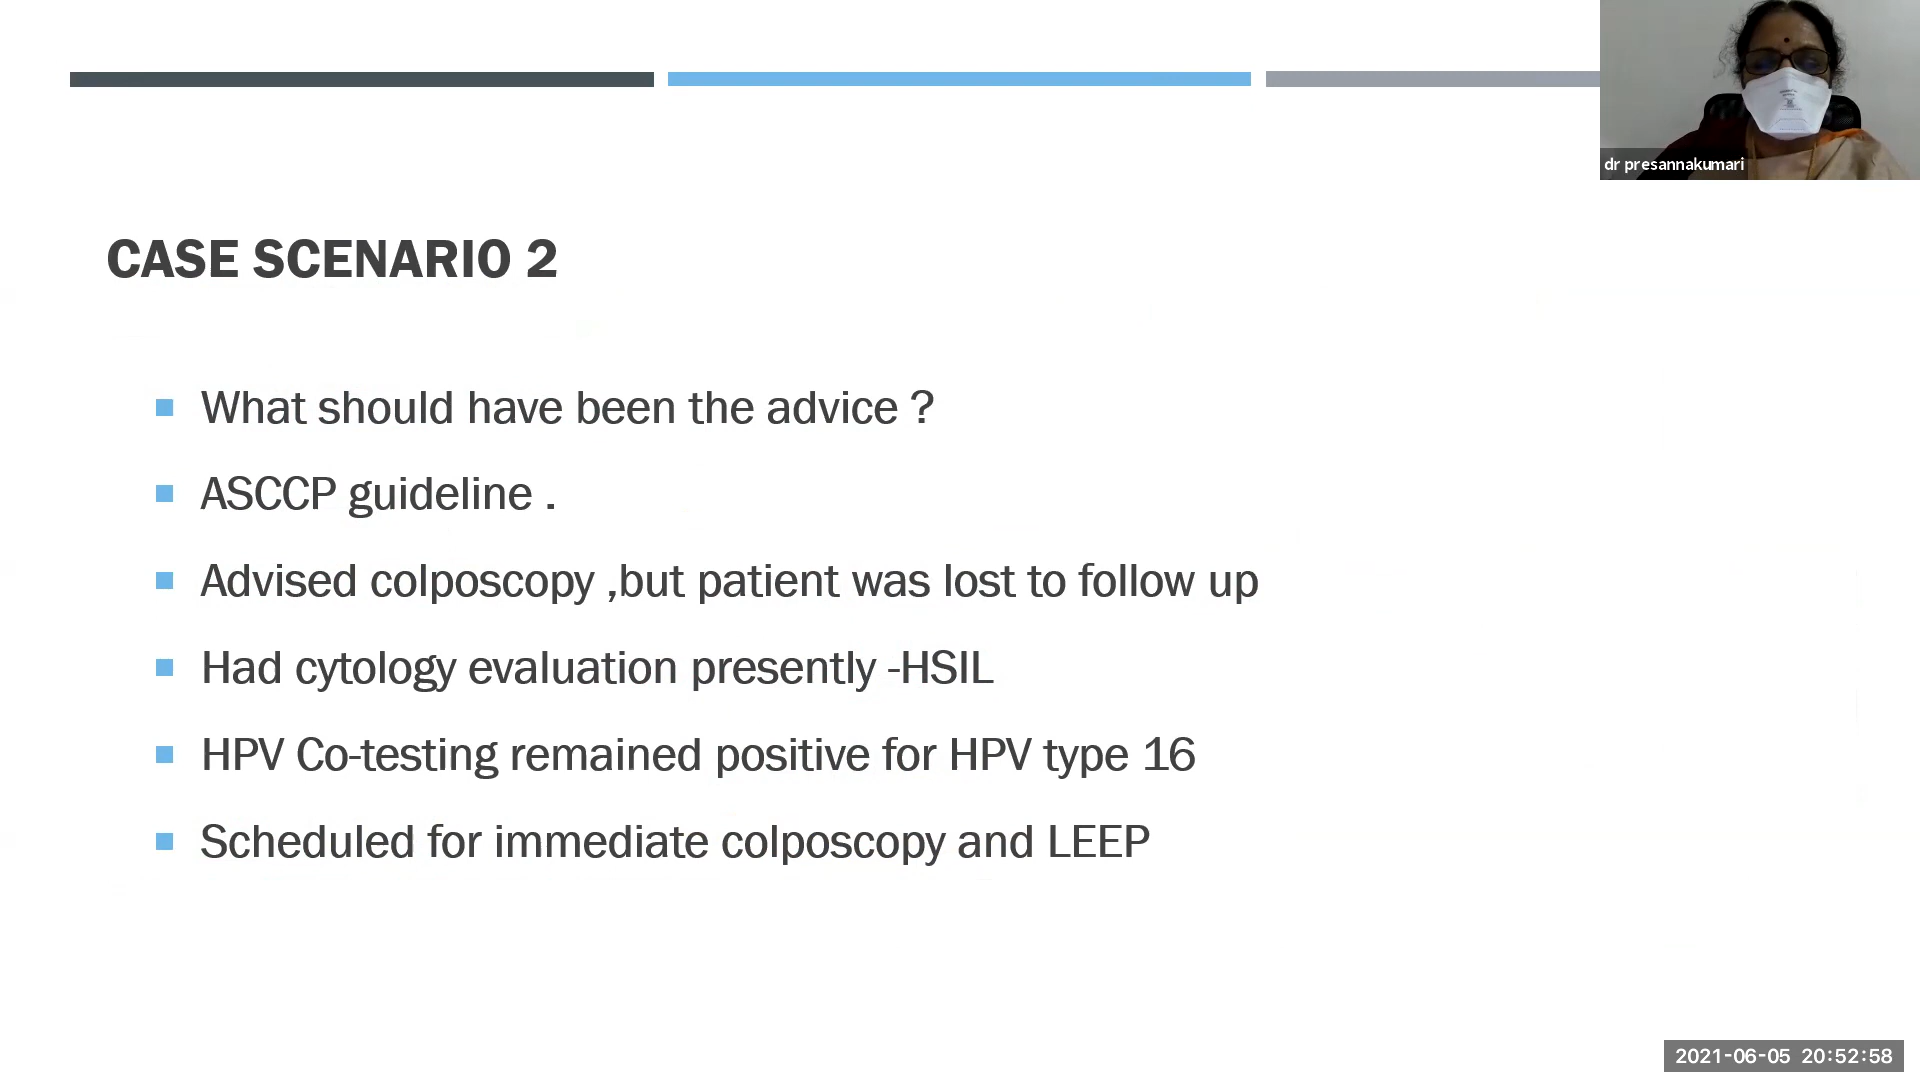 dr presannakumari
CASE SCENARIO 2
What should have been the advice ?
ASCCP guideline .
Advised colposcopy ,but patient was lost to follow up
Had cytology evaluation presently -HSIL
HPV Co-testing remained positive for HPV type 16
Scheduled for immediate colposcopy and LEEP
2021-06-05 20:52:58